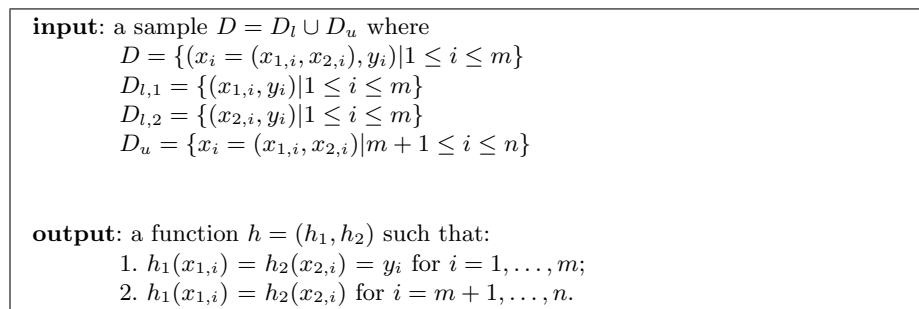 input: a sample D = D_l ∪ D_u where
D = {(x_i = (x_{1,i}, x_{2,i}), y_i)|1 ≤ i ≤ m}
D_{l,1} = {(x_{1,i}, y_i)|1 ≤ i ≤ m}
D_{l,2} = {(x_{2,i}, y_i)|1 ≤ i ≤ m}
D_u = {x_i = (x_{1,i}, x_{2,i})|m + 1 ≤ i ≤ n}
output: a function h = (h_1, h_2) such that:
1. h_1(x_{1,i}) = h_2(x_{2,i}) = y_i for i = 1, . . . , m;
2. h_1(x_{1,i}) = h_2(x_{2,i}) for i = m + 1, . . . , n.